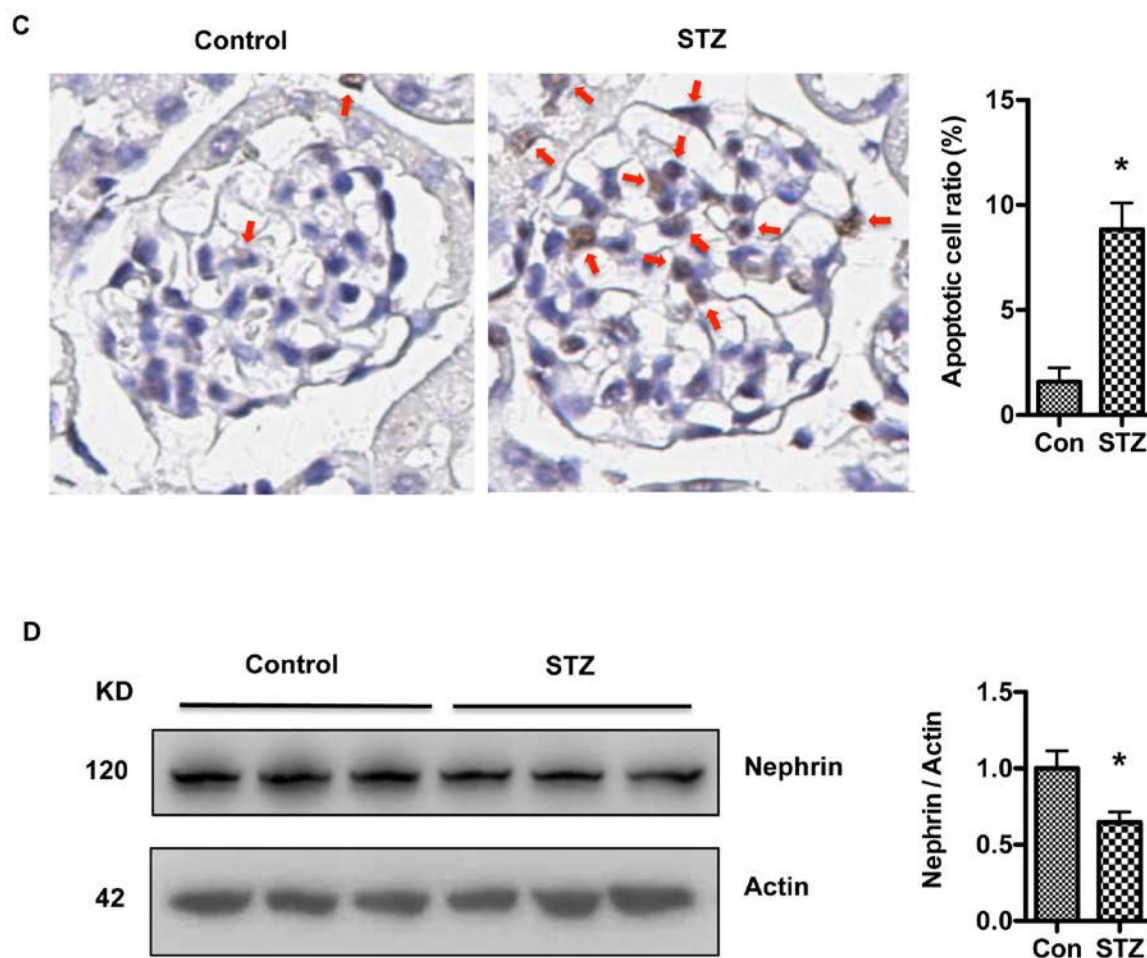 C
Control
STZ
Apoptotic cell ratio (%)
15
10
5
0
*
Con STZ
D
Control
STZ
KD
120
Nephrin
42
Actin
Nephrin / Actin
1.5
1.0
0.5
0.0
*
Con STZ